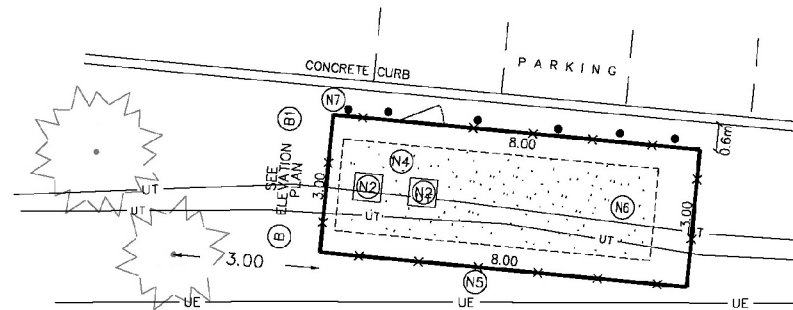 PARKING
CONCRETE CURB
N7
B1
8.00
0.6m
SEE ELEVATION PLAN
3.00
N4
N2
N2
UT
N6
3.00
UT
UT
UT
UT
B
3.00
8.00
N5
UE
UE
UE